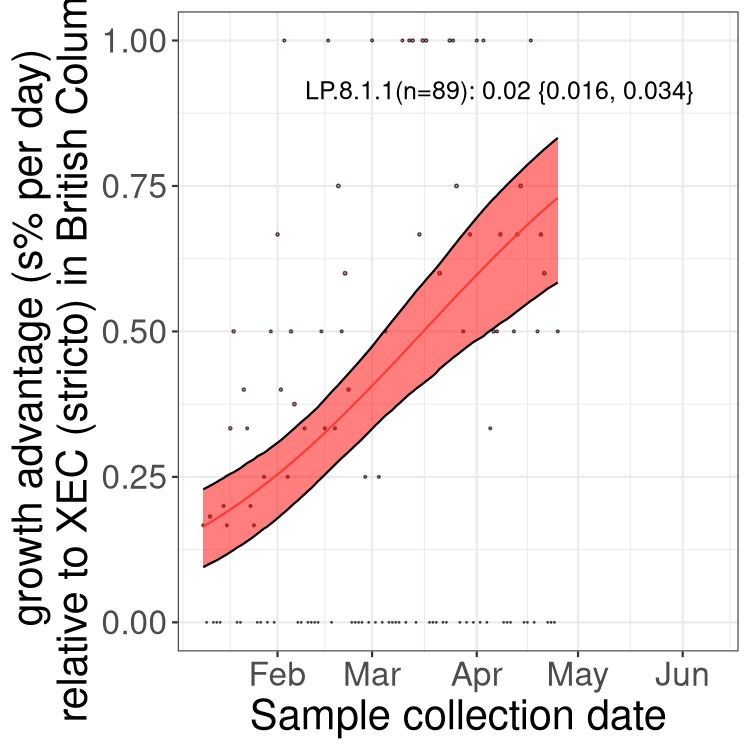 growth advantage (s% per day)
relative to XEC (stricto) in British Colum
1.00
0.75
0.50
0.25
0.00
LP.8.1.1(n=89): 0.02 {0.016, 0.034}
Feb Mar Apr May Jun
Sample collection date